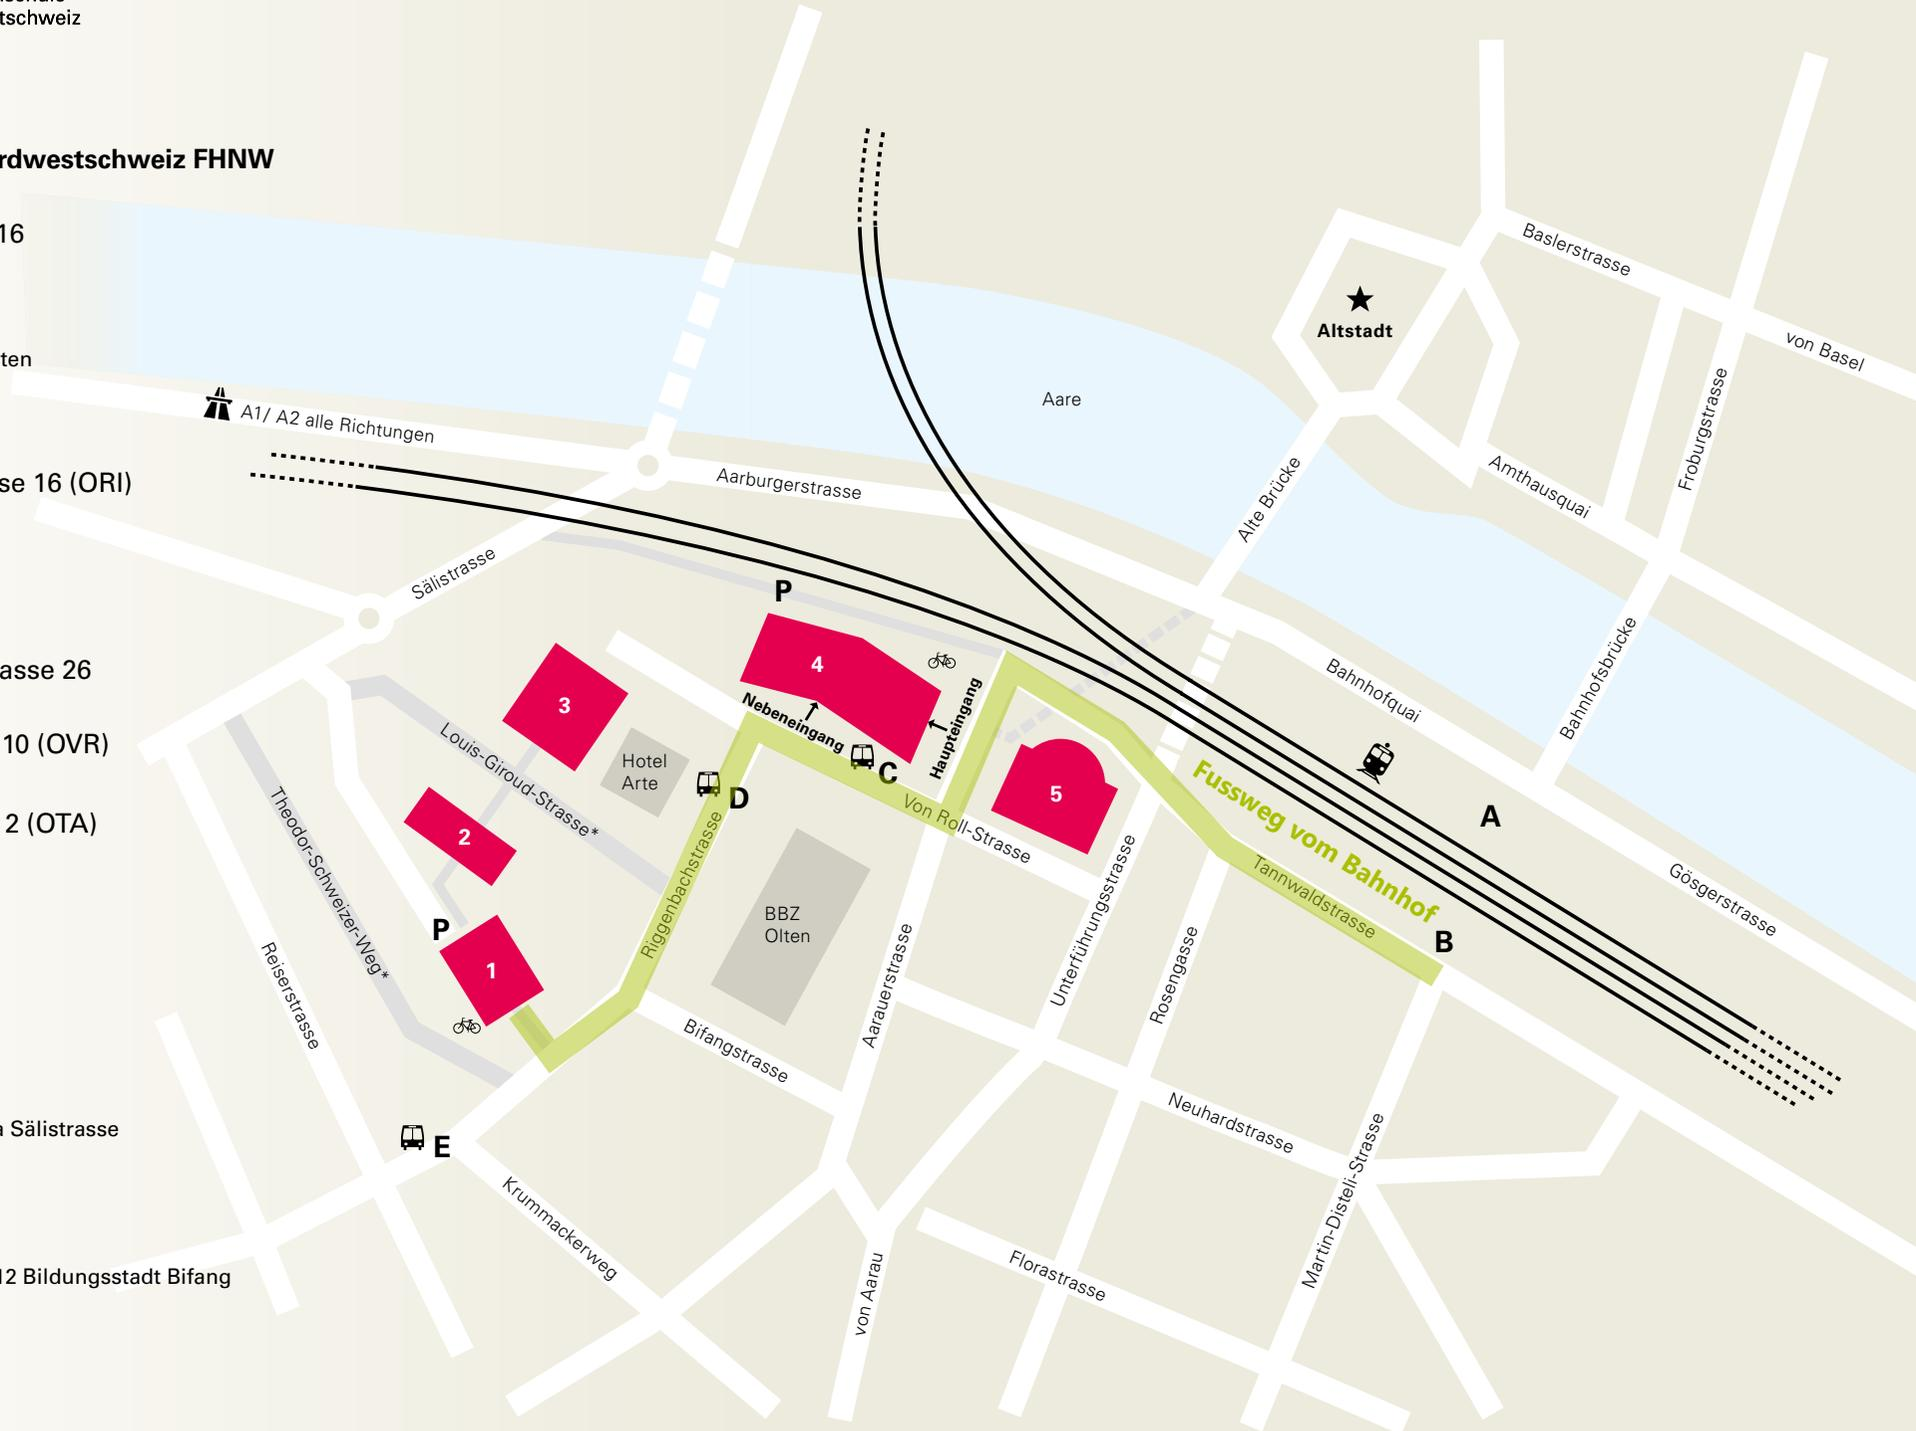 tschweiz
rdwestschweiz FHNW
16
ten
se 16 (ORI)
asse 26
10 (OVR)
2 (OTA)
a Sälistrasse
12 Bildungsstadt Bifang
A1/ A2 alle Richtungen
Aarburgerstrasse
Aare
Altstadt
Baslerstrasse
von Basel
Froburgstrasse
Amthausquai
Alte Brücke
Bahnhofsbrücke
Bahnhofquai
Gösgerstrasse
Sälistrasse
P
4
3
Nebeneingang
Haupteingang
C
Hotel
Arte
D
5
Louis-Giroud-Strasse*
2
Theodor-Schweizer-Weg*
Von Roll-Strasse
Fussweg vom Bahnhof
A
Tannwaldstrasse
B
Riggenbachstrasse
BBZ
Olten
P
1
Reiserstrasse
Aarauerstrasse
Unterführungsstrasse
Rosengasse
Bifangstrasse
E
Neuhardstrasse
Krummackerweg
Martin-Disteli-Strasse
von Aarau
Florastrasse